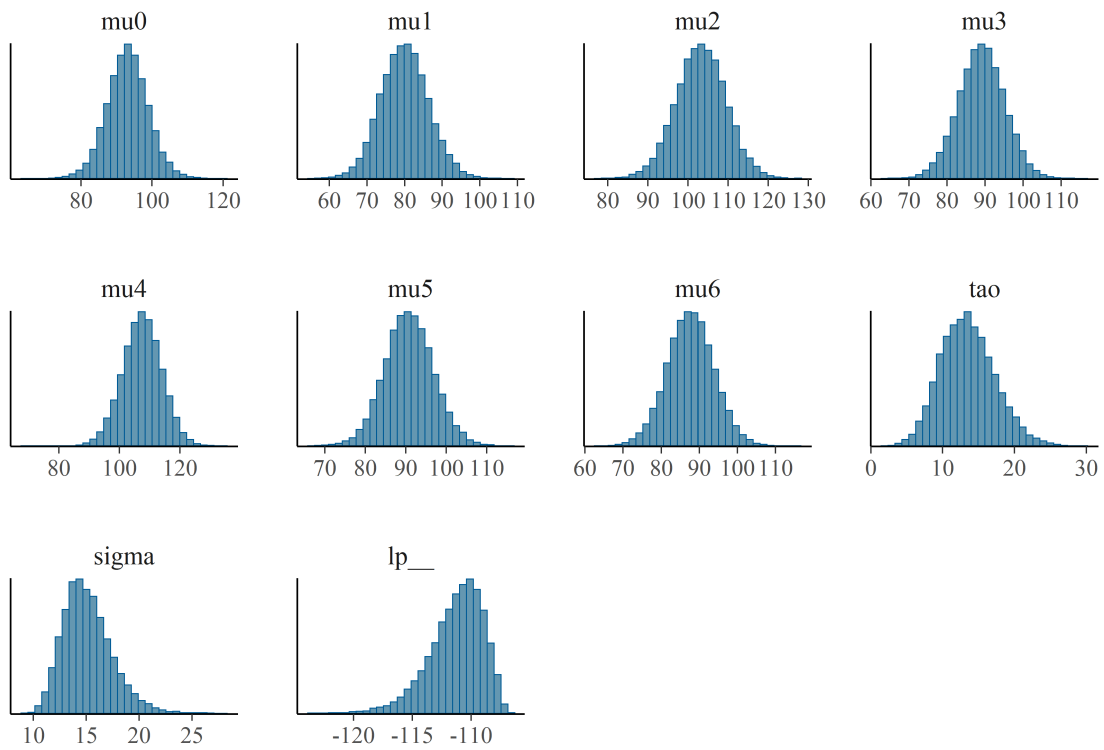 mu0 mu1 mu2 mu3
80 100 120 60 70 80 90 100 110 80 90 100 110 120 130 60 70 80 90 100 110
mu4 mu5 mu6 tao
80 100 120 70 80 90 100 110 60 70 80 90 100 110 0 10 20 30
sigma lp__
10 15 20 25 -120 -115 -110